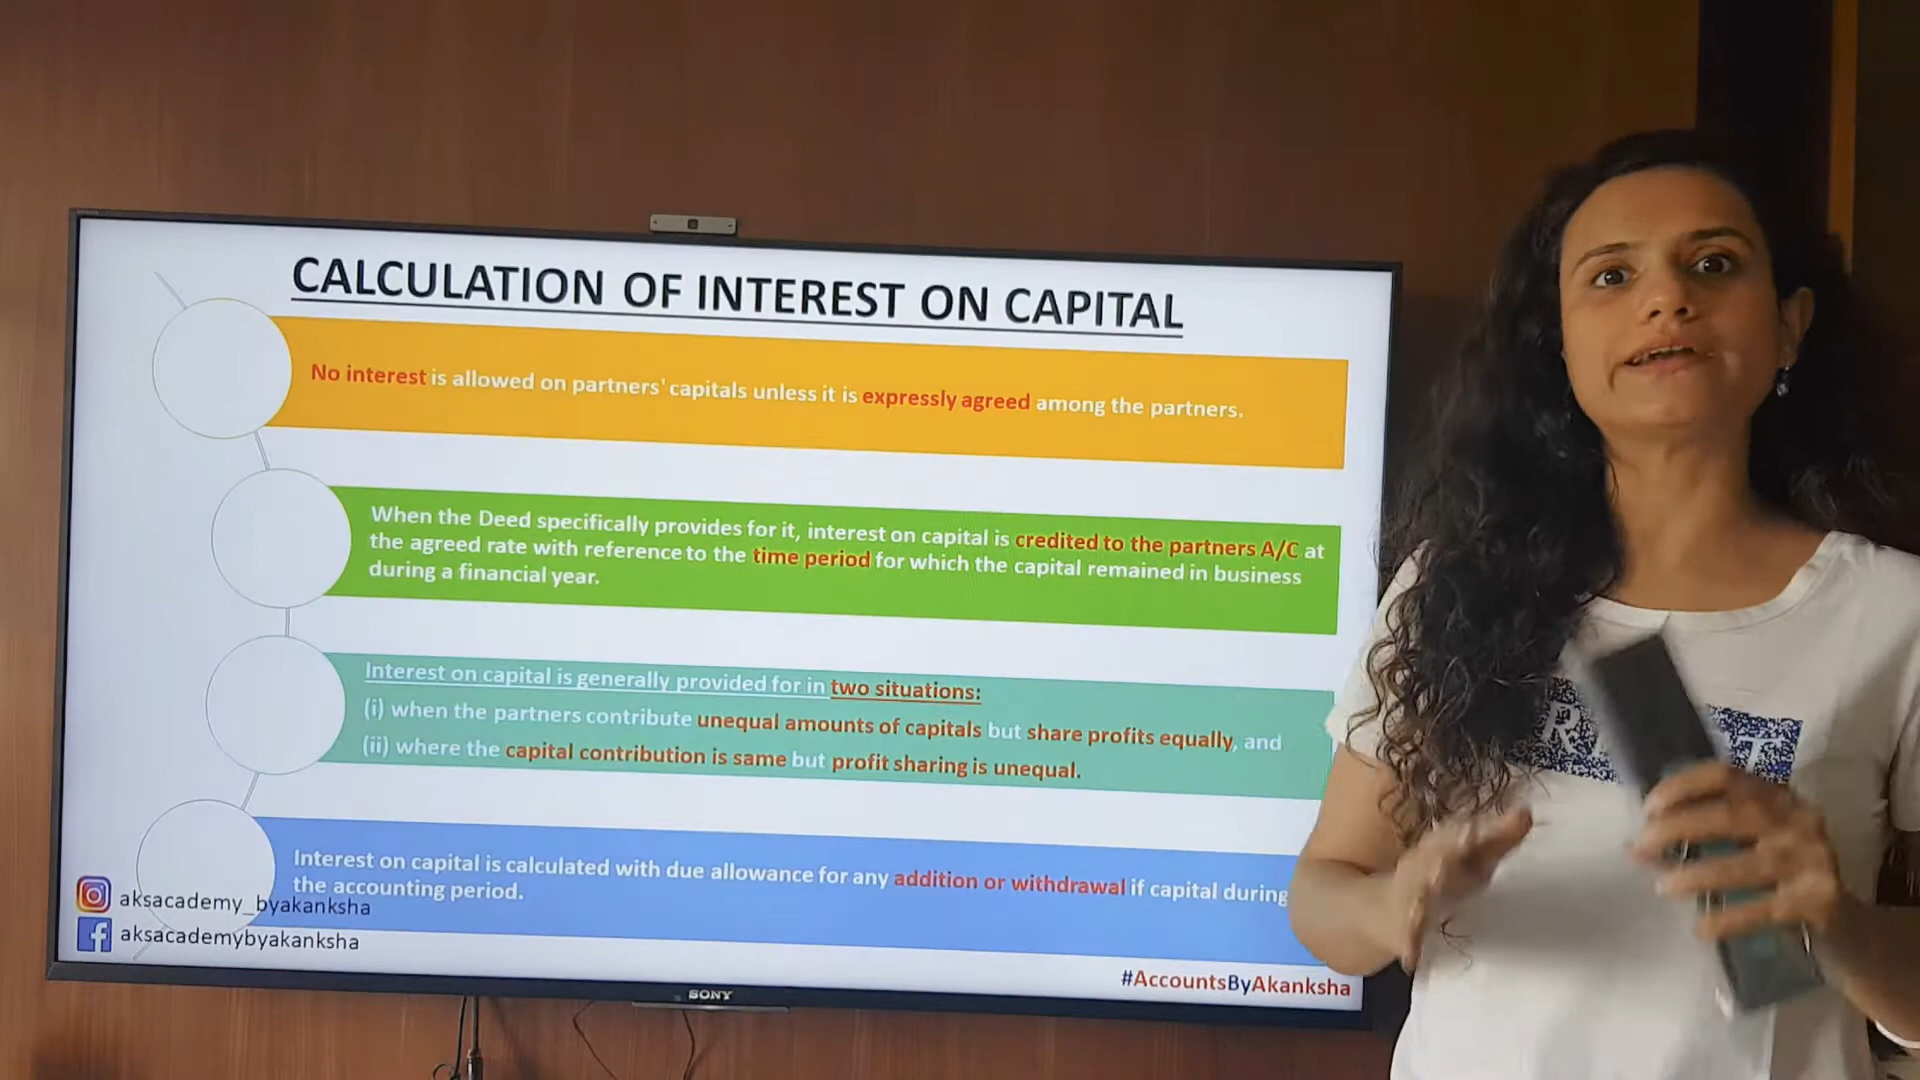 CALCULATION OF INTEREST ON CAPITAL
No interest is allowed on partners' capitals unless it is expressly agreed among the partners.
When the Deed specifically provides for it, interest on capital is credited to the partners A/C at
the agreed rate with reference to the time period for which the capital remained in business
during a financial year.
Interest on capital is generally provided for in two situations:
(i) when the partners contribute unequal amounts of capitals but share profits equally, and
(ii) where the capital contribution is same but profit sharing is unequal.
Interest on capital is calculated with due allowance for any addition or withdrawal if capital during
the accounting period.
aksacademy_byakanksha
aksacademybyakanksha
#AccountsByAkanksha
SONY